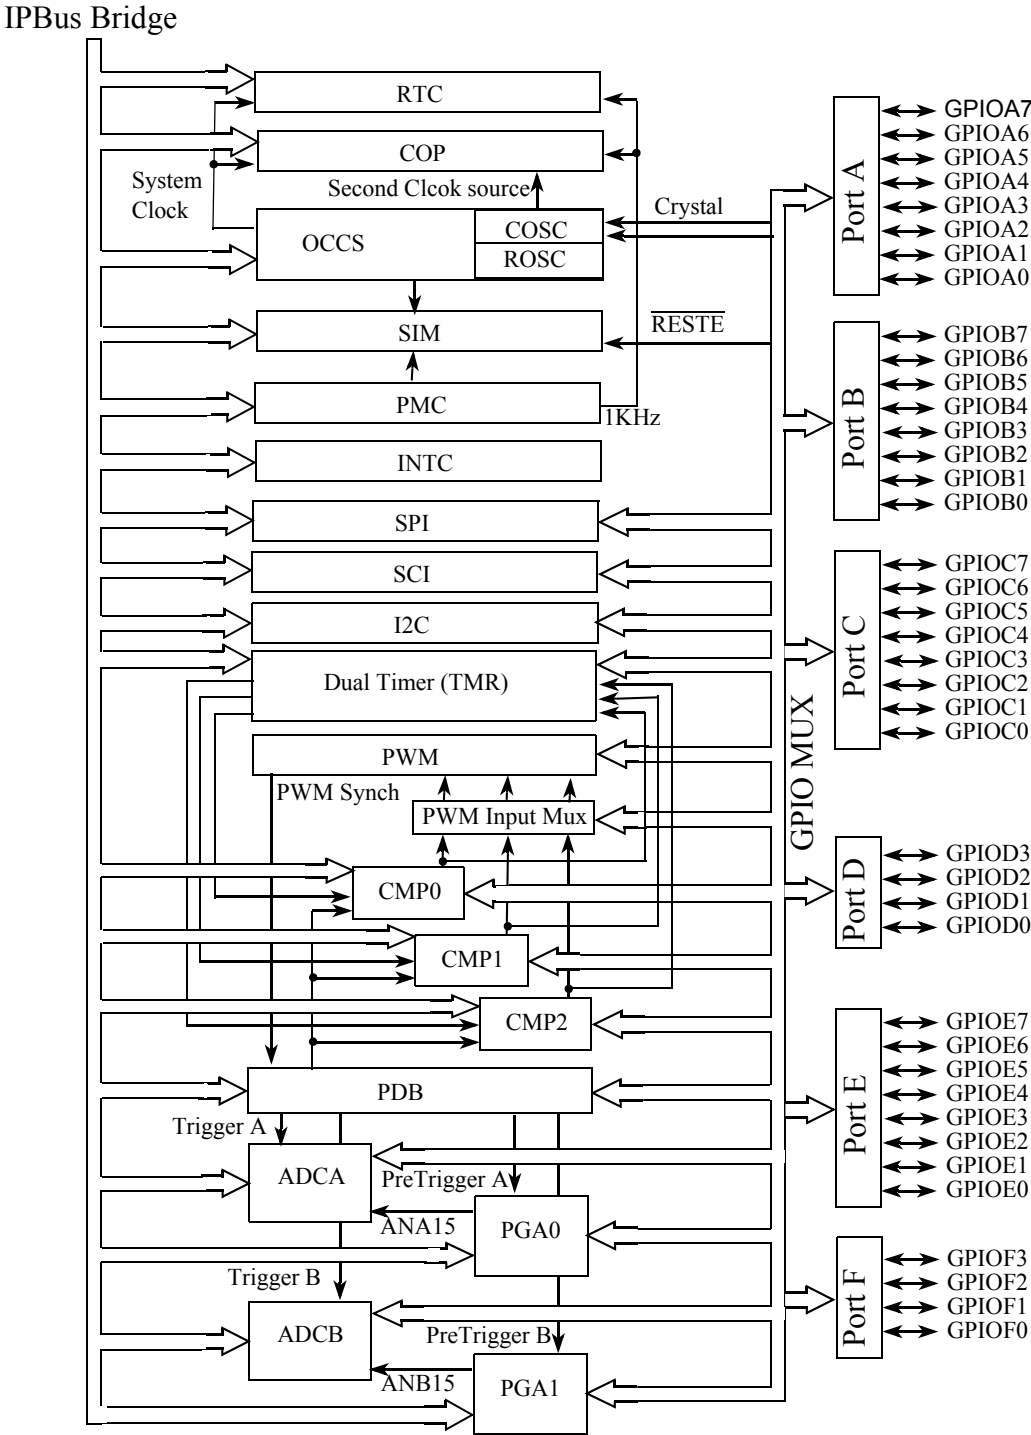 IPBus Bridge
RTC
COP
System
Clock
Second Clcok source
OCCS
COSC
ROSC
Crystal
SIM
RESTE
PMC
1KHz
INTC
SPI
SCI
I2C
Dual Timer (TMR)
PWM
PWM Synch
PWM Input Mux
CMP0
CMP1
CMP2
PDB
Trigger A
ADCA
PreTrigger A
ANA15
PGA0
Trigger B
ADCB
PreTrigger B
ANB15
PGA1
GPIO MUX
Port A
GPIOA7
GPIOA6
GPIOA5
GPIOA4
GPIOA3
GPIOA2
GPIOA1
GPIOA0
Port B
GPIOB7
GPIOB6
GPIOB5
GPIOB4
GPIOB3
GPIOB2
GPIOB1
GPIOB0
Port C
GPIOC7
GPIOC6
GPIOC5
GPIOC4
GPIOC3
GPIOC2
GPIOC1
GPIOC0
Port D
GPIOD3
GPIOD2
GPIOD1
GPIOD0
Port E
GPIOE7
GPIOE6
GPIOE5
GPIOE4
GPIOE3
GPIOE2
GPIOE1
GPIOE0
Port F
GPIOF3
GPIOF2
GPIOF1
GPIOF0